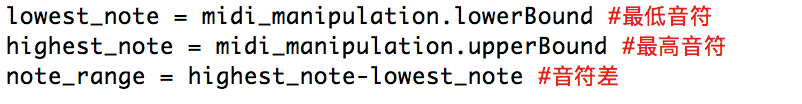 lowest_note = midi_manipulation.lowerBound #最低音符
highest_note = midi_manipulation.upperBound #最高音符
note_range = highest_note-lowest_note #音符差